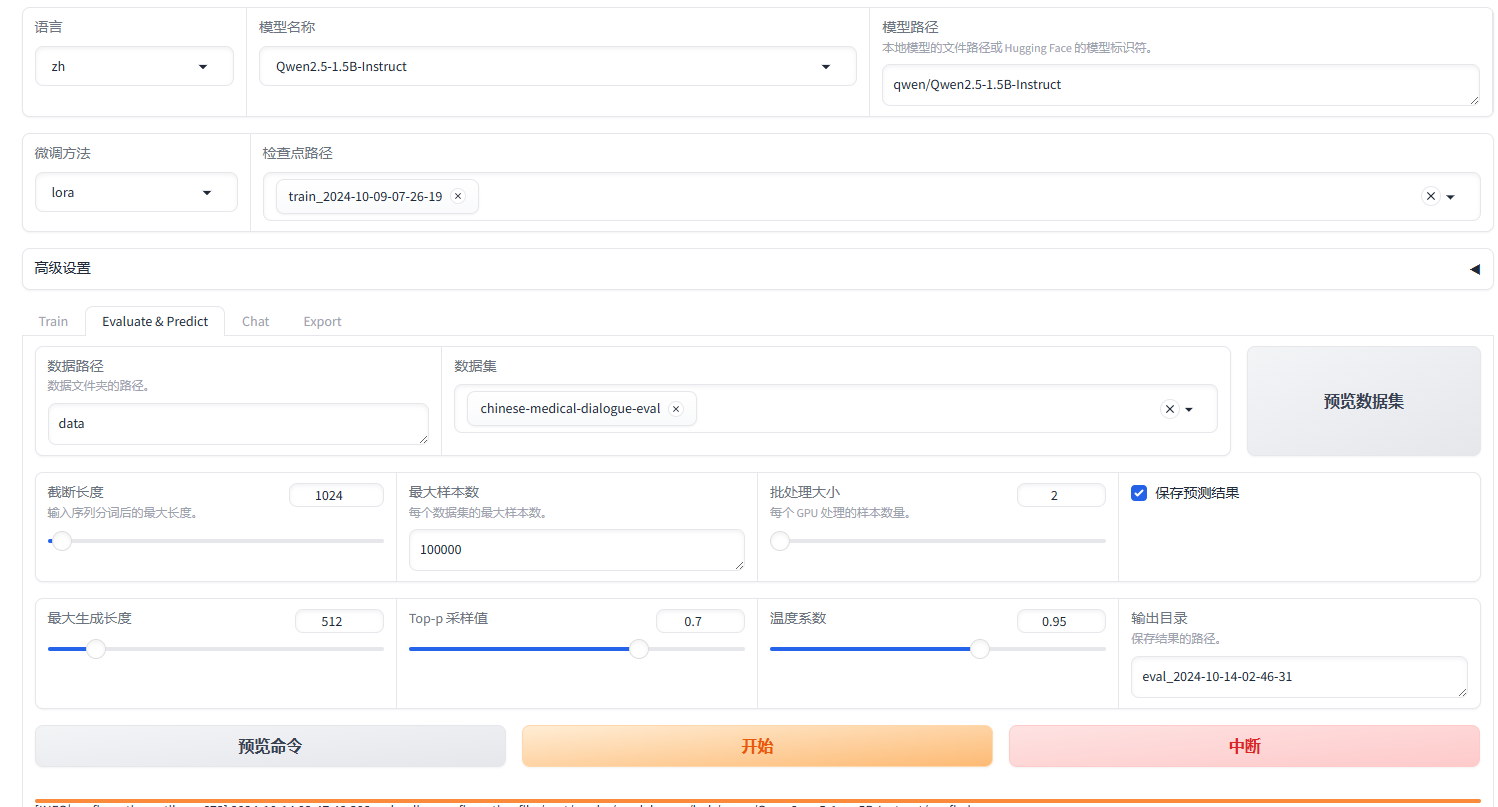 语言
zh
模型名称
Qwen2.5-1.5B-Instruct
模型路径
本地模型的文件路径或 Hugging Face 的模型标识符。
qwen/Qwen2.5-1.5B-Instruct
微调方法
lora
检查点路径
train_2024-10-09-07-26-19
高级设置
Train
Evaluate & Predict
Chat
Export
数据路径
数据文件夹的路径。
data
数据集
chinese-medical-dialogue-eval
预览数据集
截断长度
1024
输入序列分词后的最大长度。
最大样本数
每个数据集的最大样本数。
100000
批处理大小
2
每个 GPU 处理的样本数量。
保存预测结果
最大生成长度
512
Top-p 采样值
0.7
温度系数
0.95
输出目录
保存结果的路径。
eval_2024-10-14-02-46-31
预览命令
开始
中断